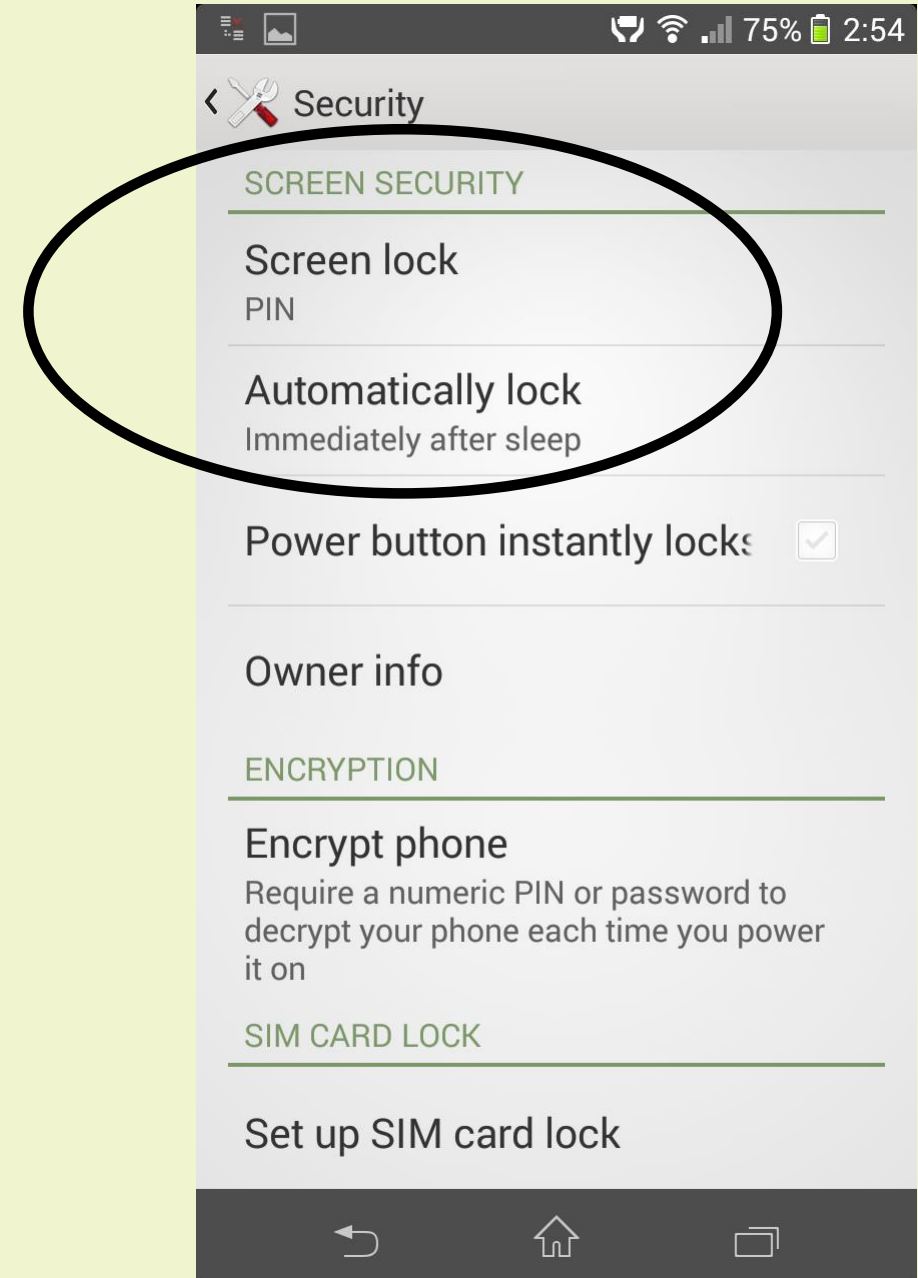 75% 2:54
Security
SCREEN SECURITY
Screen lock
PIN
Automatically lock
Immediately after sleep
Power button instantly locks
Owner info
ENCRYPTION
Encrypt phone
Require a numeric PIN or password to
decrypt your phone each time you power
it on
SIM CARD LOCK
Set up SIM card lock